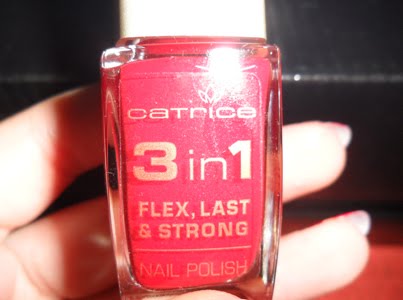 CATRICE
3 in 1
FLEX, LAST
& STRONG
NAIL POLISH